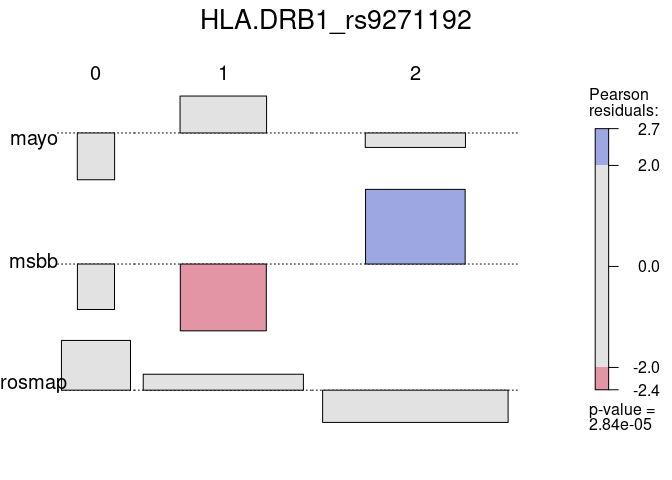 HLA.DRB1_rs9271192
0 1 2
mayo
msbb
rosmap
Pearson
residuals:
2.7
2.0
0.0
-2.0
-2.4
p-value =
2.84e-05